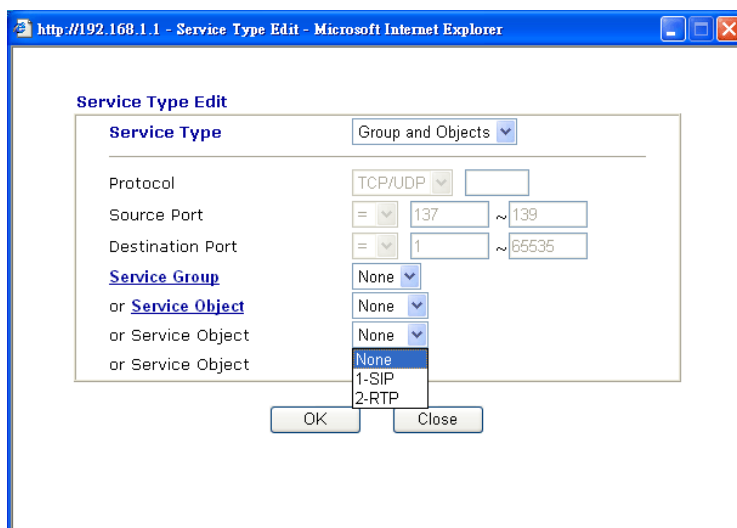 http://192.168.1.1 - Service Type Edit - Microsoft Internet Explorer
Service Type Edit
Service Type Group and Objects
Protocol TCP/UDP
Source Port = 137 ~ 139
Destination Port = 1 ~ 65535
Service Group None
or Service Object None
or Service Object None
or Service Object None
1-SIP
2-RTP
OK Close